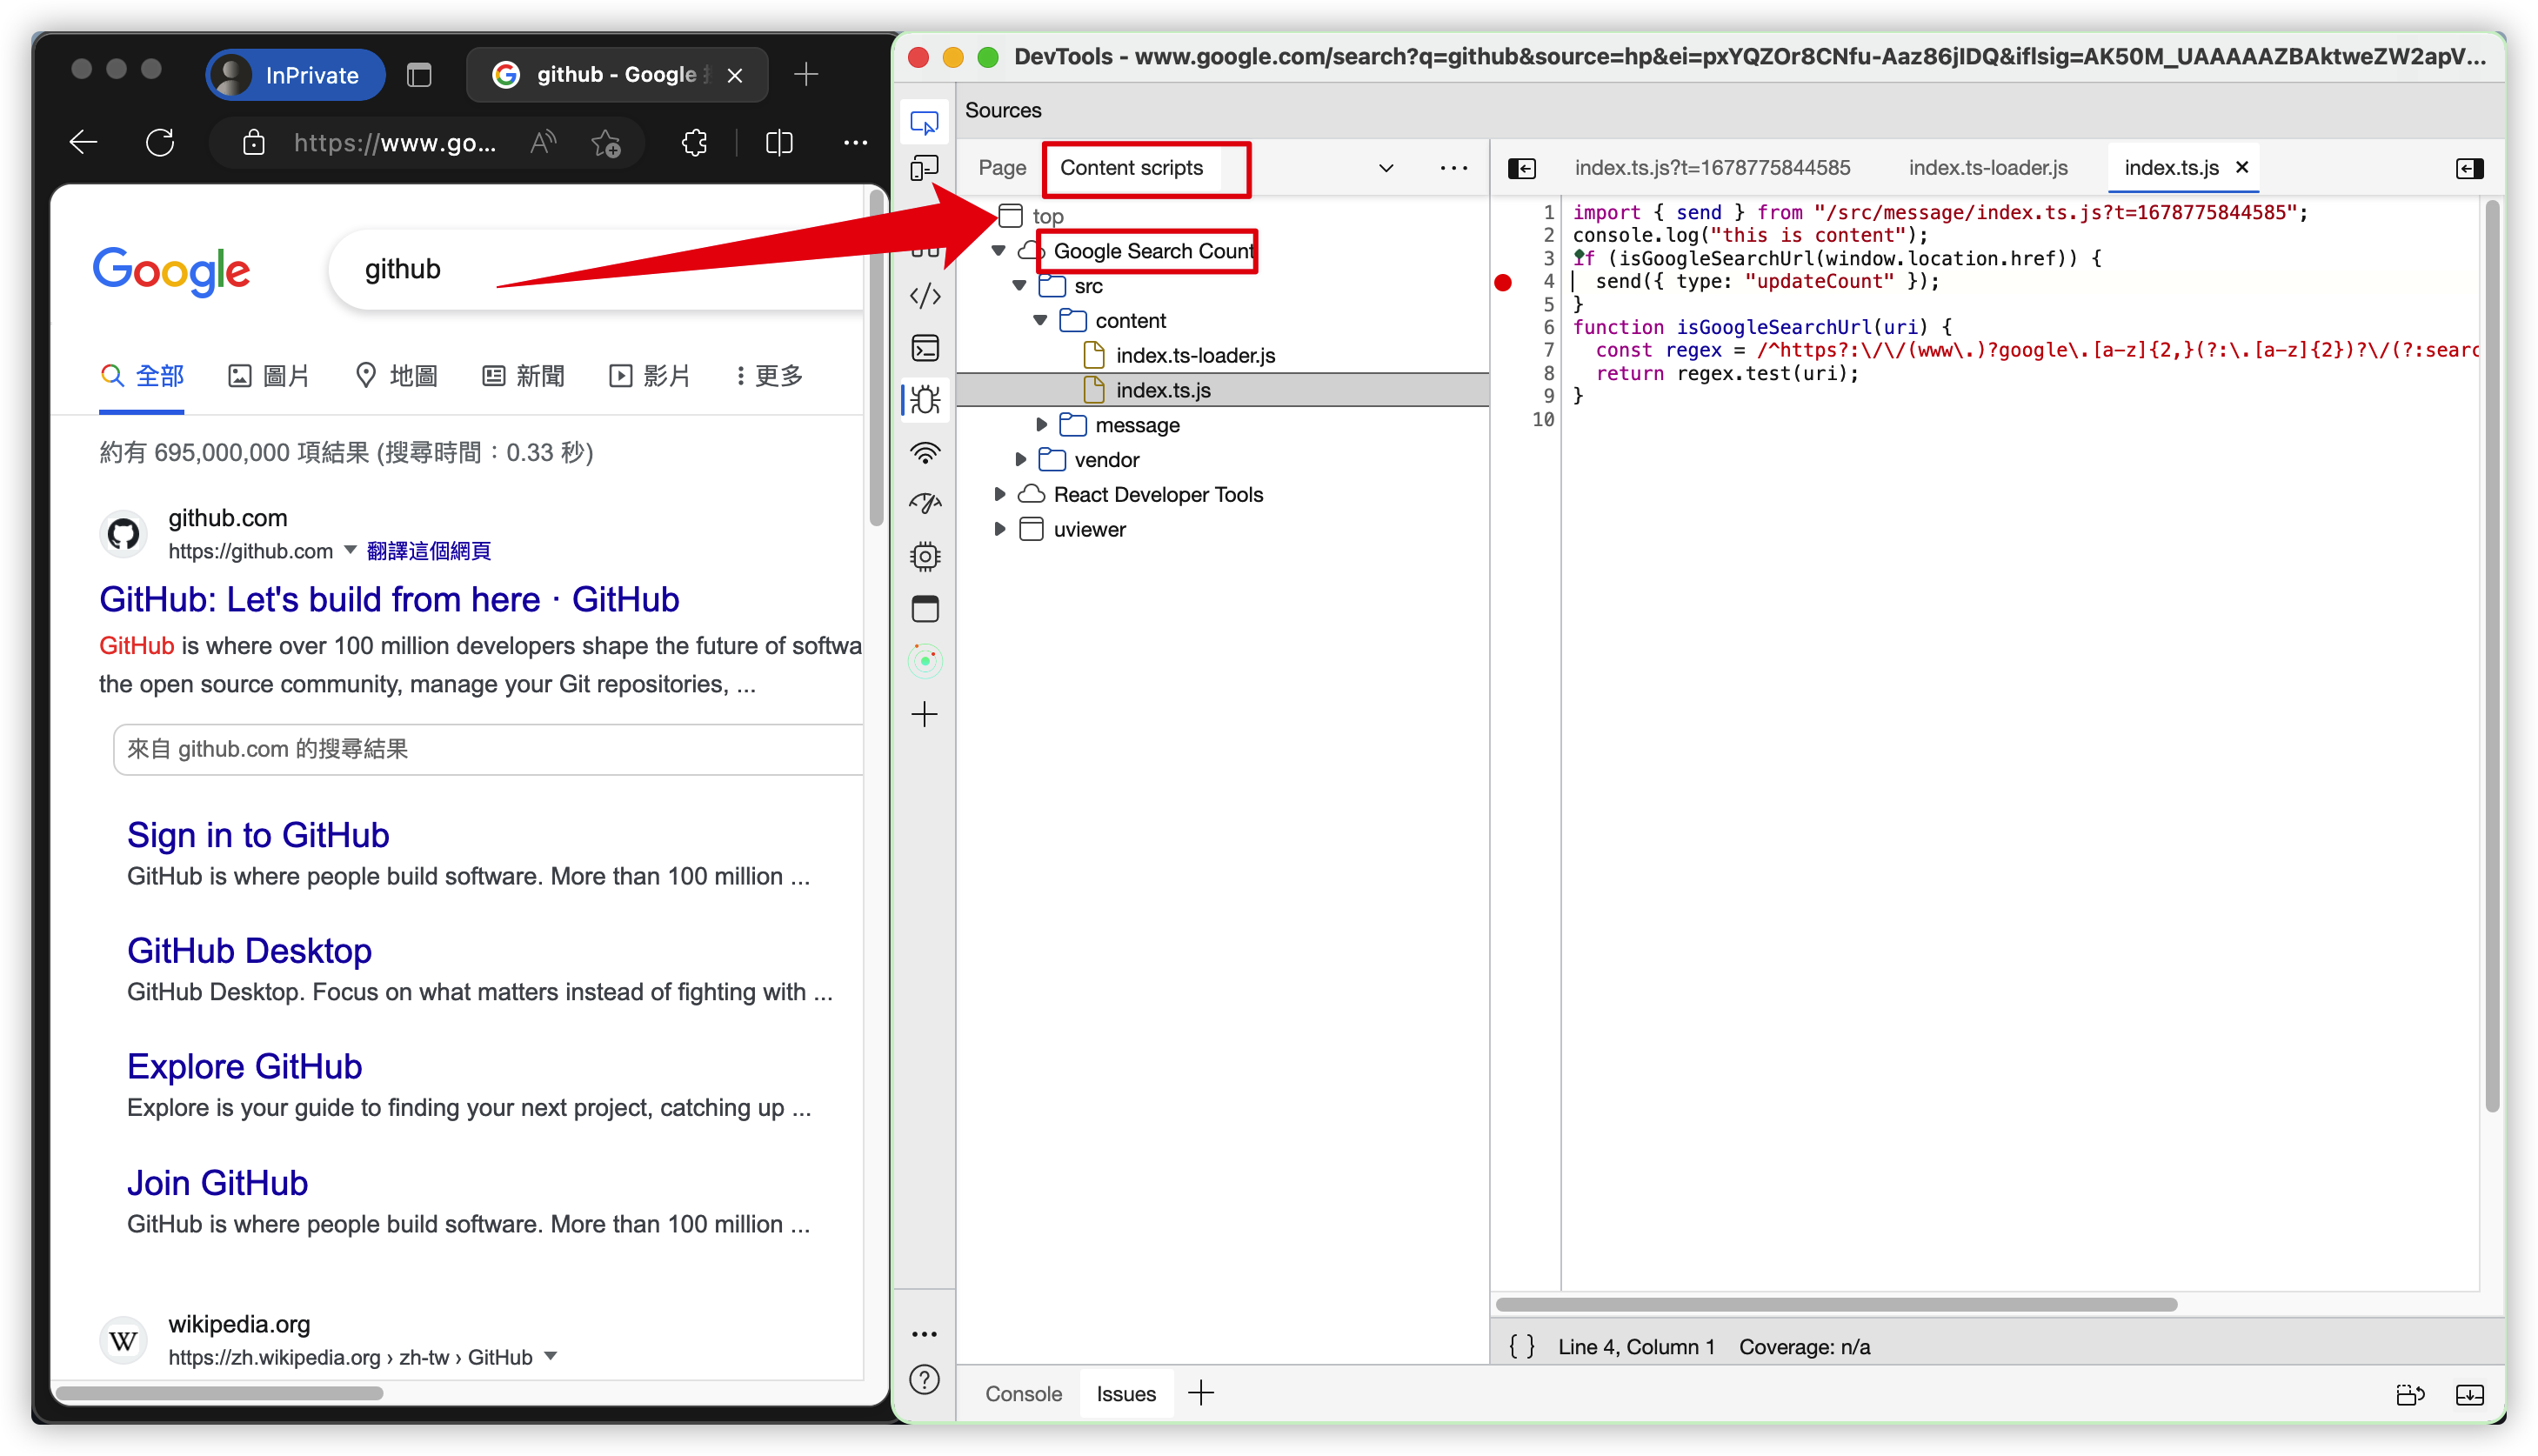 InPrivate
github - Google
https://www.go...
Google
github
全部
圖片
地圖
新聞
影片
更多
約有 695,000,000 項結果 (搜尋時間：0.33 秒)
github.com
https://github.com
翻譯這個網頁
GitHub: Let's build from here · GitHub
GitHub is where over 100 million developers shape the future of softwa
the open source community, manage your Git repositories, ...
來自 github.com 的搜尋結果
Sign in to GitHub
GitHub is where people build software. More than 100 million ...
GitHub Desktop
GitHub Desktop. Focus on what matters instead of fighting with ...
Explore GitHub
Explore is your guide to finding your next project, catching up ...
Join GitHub
GitHub is where people build software. More than 100 million ...
W
wikipedia.org
https://zh.wikipedia.org › zh-tw › GitHub
DevTools - www.google.com/search?q=github&source=hp&ei=pxYQZOr8CNfu-Aaz86jIDQ&iflsig=AK50M_UAAAAAZBAktweZW2apV...
Sources
Page
Content scripts
top
Google Search Count
src
content
index.ts-loader.js
index.ts.js
message
vendor
React Developer Tools
uviewer
index.ts.js?t=1678775844585
index.ts-loader.js
index.ts.js
1 import { send } from "/src/message/index.ts.js?t=1678775844585";
2 console.log("this is content");
3 if (isGoogleSearchUrl(window.location.href)) {
4 send({ type: "updateCount" });
5 }
6 function isGoogleSearchUrl(uri) {
7 const regex = /^https?:\/\/(www\.)?google\.[a-z]{2,}(?:\.[a-z]{2})?\/(?:searc
8 return regex.test(uri);
9 }
10
{ } Line 4, Column 1 Coverage: n/a
Console
Issues